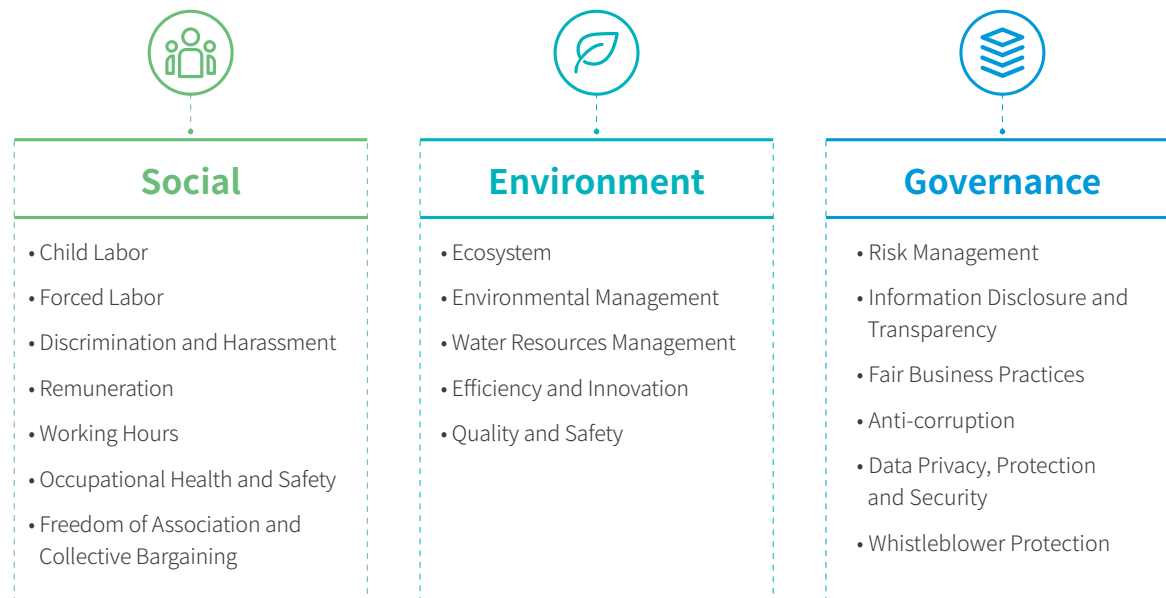 Social
• Child Labor
• Forced Labor
• Discrimination and Harassment
• Remuneration
• Working Hours
• Occupational Health and Safety
• Freedom of Association and
Collective Bargaining
Environment
• Ecosystem
• Environmental Management
• Water Resources Management
• Efficiency and Innovation
• Quality and Safety
Governance
• Risk Management
• Information Disclosure and
Transparency
• Fair Business Practices
• Anti-corruption
• Data Privacy, Protection
and Security
• Whistleblower Protection